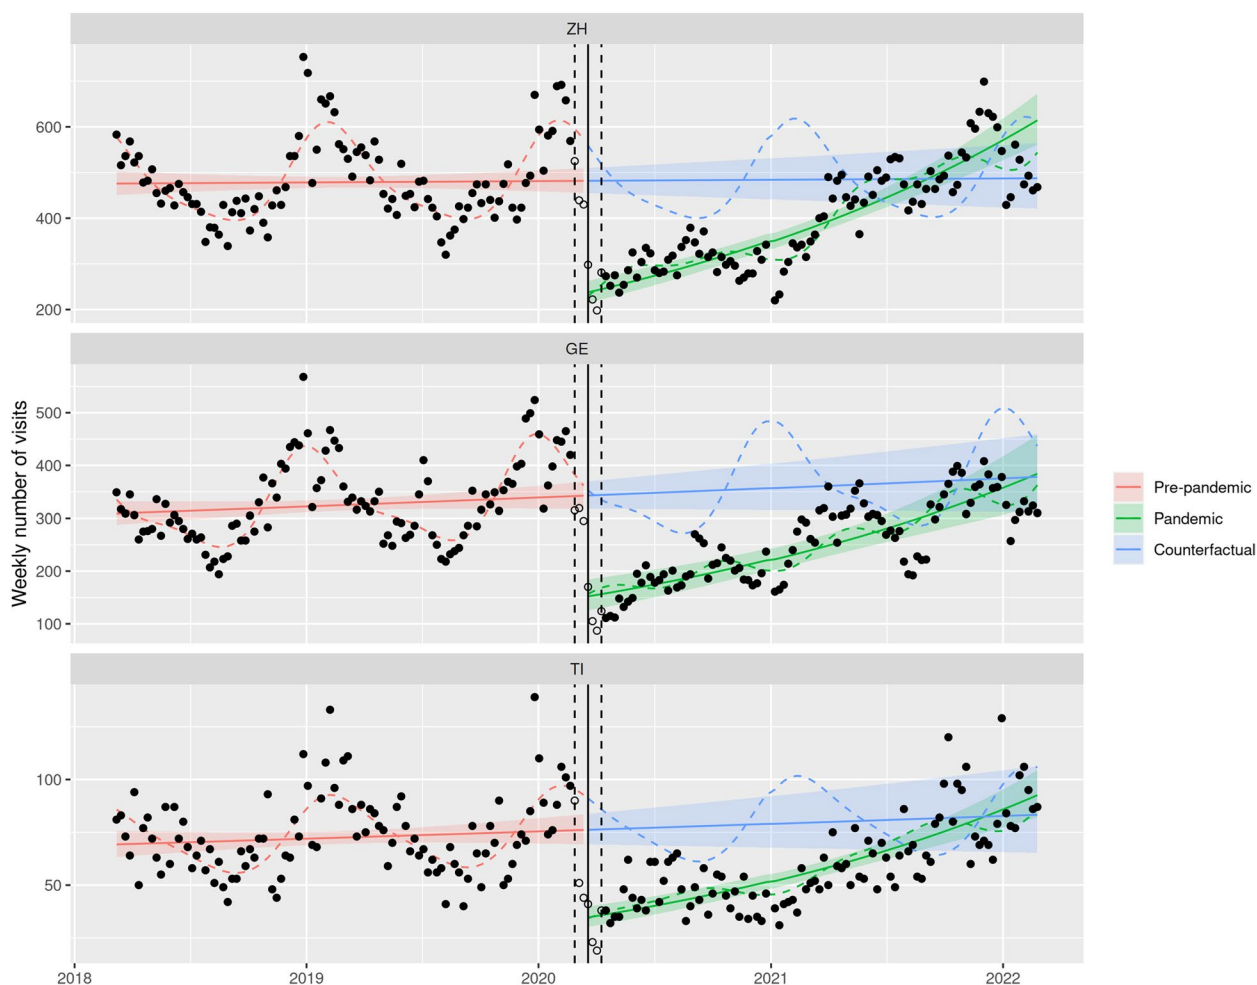 ZH
600
400
200
GE
500
400
300
200
100
Weekly number of visits
TI
100
50
2018 2019 2020 2021 2022
Pre-pandemic
Pandemic
Counterfactual